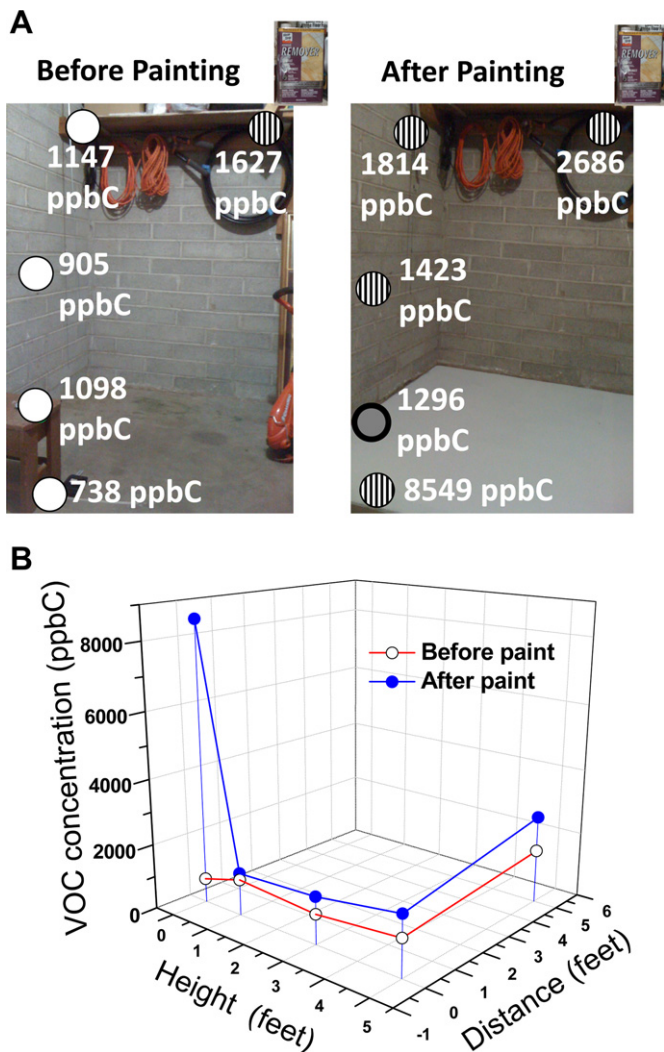 A
Before Painting
After Painting
REMOVER
REMOVER
1147
ppbC
1627
ppbC
905
ppbC
1098
ppbC
738 ppbC
1814
ppbC
2686
ppbC
1423
ppbC
1296
ppbC
8549 ppbC
B
VOC concentration (ppbC)
8000
6000
4000
2000
0
Before paint
After paint
0
1
2
3
4
5
Height (feet)
-1
0
1
2
3
4
5
6
Distance (feet)